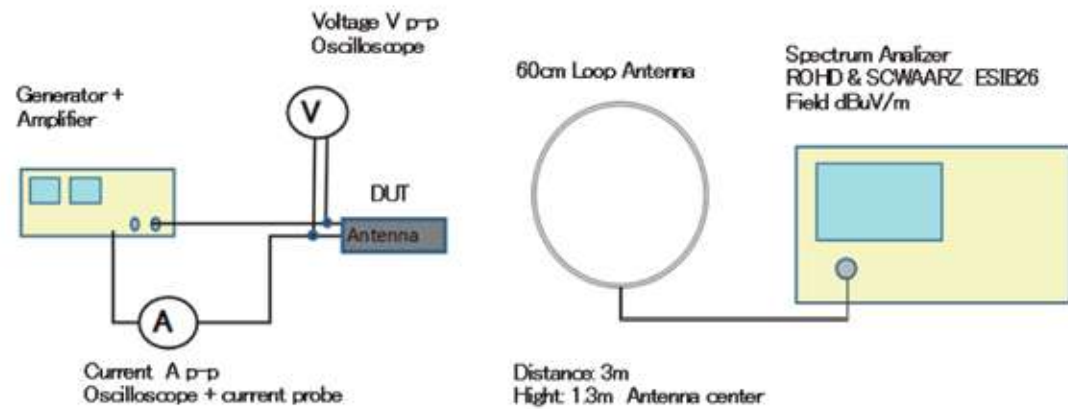 Voltage V p-p
Oscilloscope
Generator +
Amplifier
V
DUT
Antenna
A
Current A p-p
Oscilloscope + current probe
60cm Loop Antenna
Spectrum Analizer
ROHD & SCWAARZ ESIB26
Field dBuV/m
Distance: 3m
Hight: 1.3m Antenna center